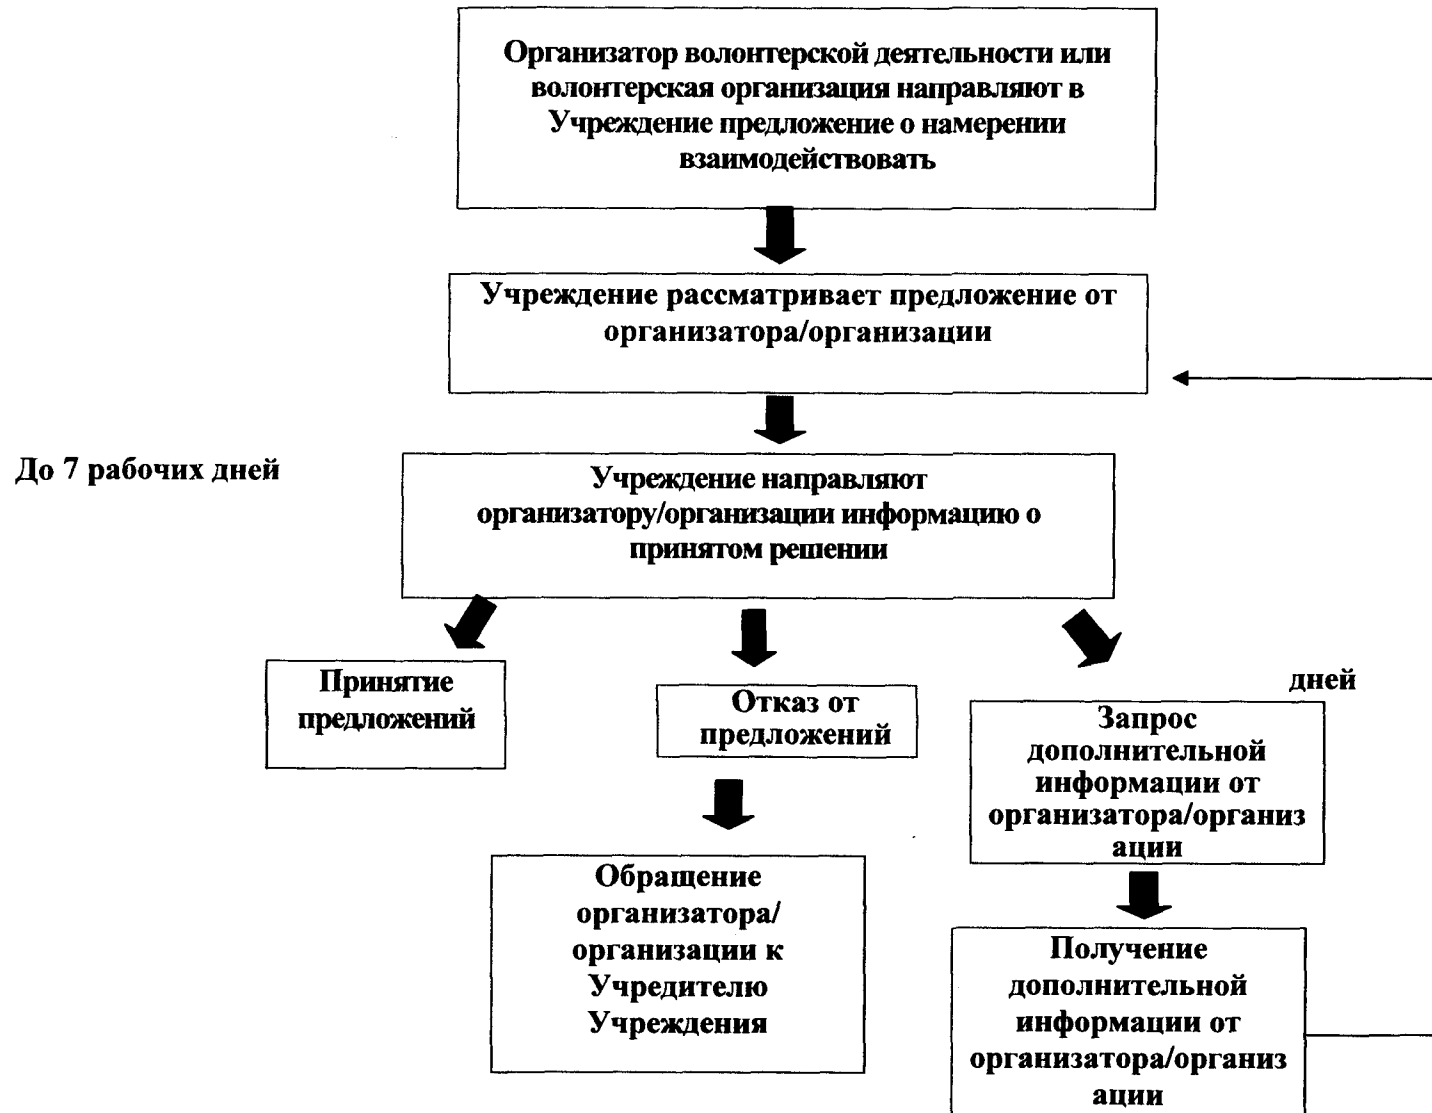 Организатор волонтерской деятельности или
волонтерская организация направляют в
Учреждение предложение о намерении
взаимодействовать
Учреждение рассматривает предложение от
организатора/организации
До 7 рабочих дней
Учреждение направляют
организатору/организации информацию о
принятом решении
Принятие
предложений
Отказ от
предложений
дней
Запрос
дополнительной
информации от
организатора/организ
ации
Обращение
организатора/
организации к
Учредителю
Учреждения
Получение
дополнительной
информации от
организатора/организ
ации